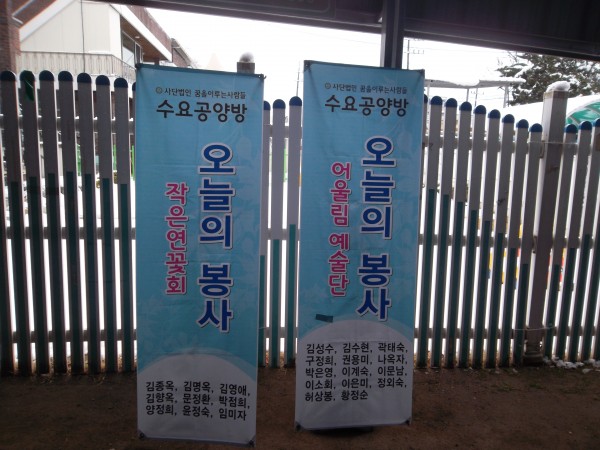 사단법인 꿈을이루는사람들
수요공양방
오늘의 봉사
작은연꽃회
김종옥, 김명옥, 김영애,
김량옥, 문정환, 박점희,
양정희, 윤정숙, 임미자
사단법인 꿈을이루는사람들
수요공양방
오늘의 봉사
어울림 예술단
김성수, 김수현, 곽태숙,
구정희, 권용미, 나옥자,
박은영, 이계숙, 이문남,
이소희, 이은미, 정외숙,
허상봉, 황정순